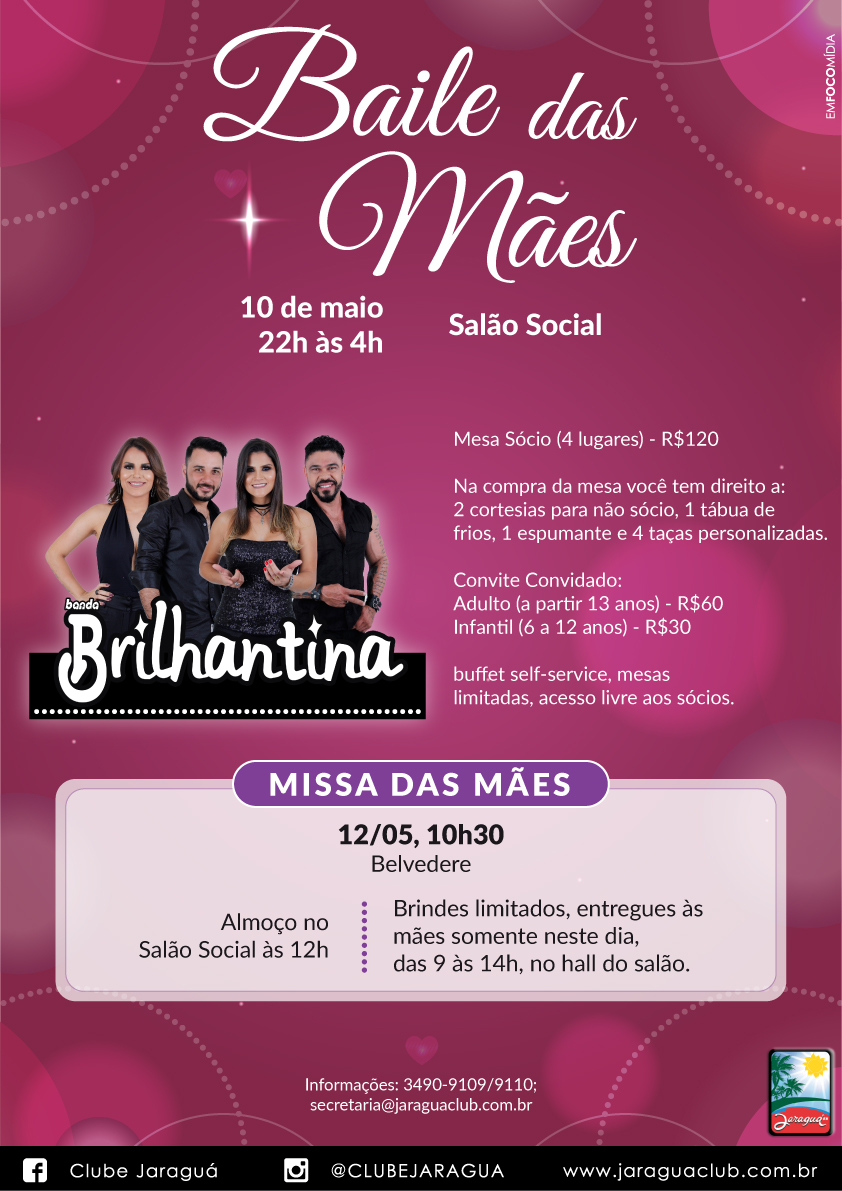 EMFOCOMÍDIA
Baile das
Mães
10 de maio
22h às 4h
Salão Social
Mesa Sócio (4 lugares) - R$120
Na compra da mesa você tem direito a:
2 cortesias para não sócio, 1 tábua de
frios, 1 espumante e 4 taças personalizadas.
Convite Convidado:
Adulto (a partir 13 anos) - R$60
Infantil (6 a 12 anos) - R$30
buffet self-service, mesas
limitadas, acesso livre aos sócios.
banda
Brilhantina
MISSA DAS MÃES
12/05, 10h30
Belvedere
Almoço no
Salão Social às 12h
Brindes limitados, entregues às
mães somente neste dia,
das 9 às 14h, no hall do salão.
Informações: 3490-9109/9110;
secretaria@jaraguaclub.com.br
Jaraguá
Clube Jaraguá
@CLUBEJARAGUA
www.jaraguaclub.com.br